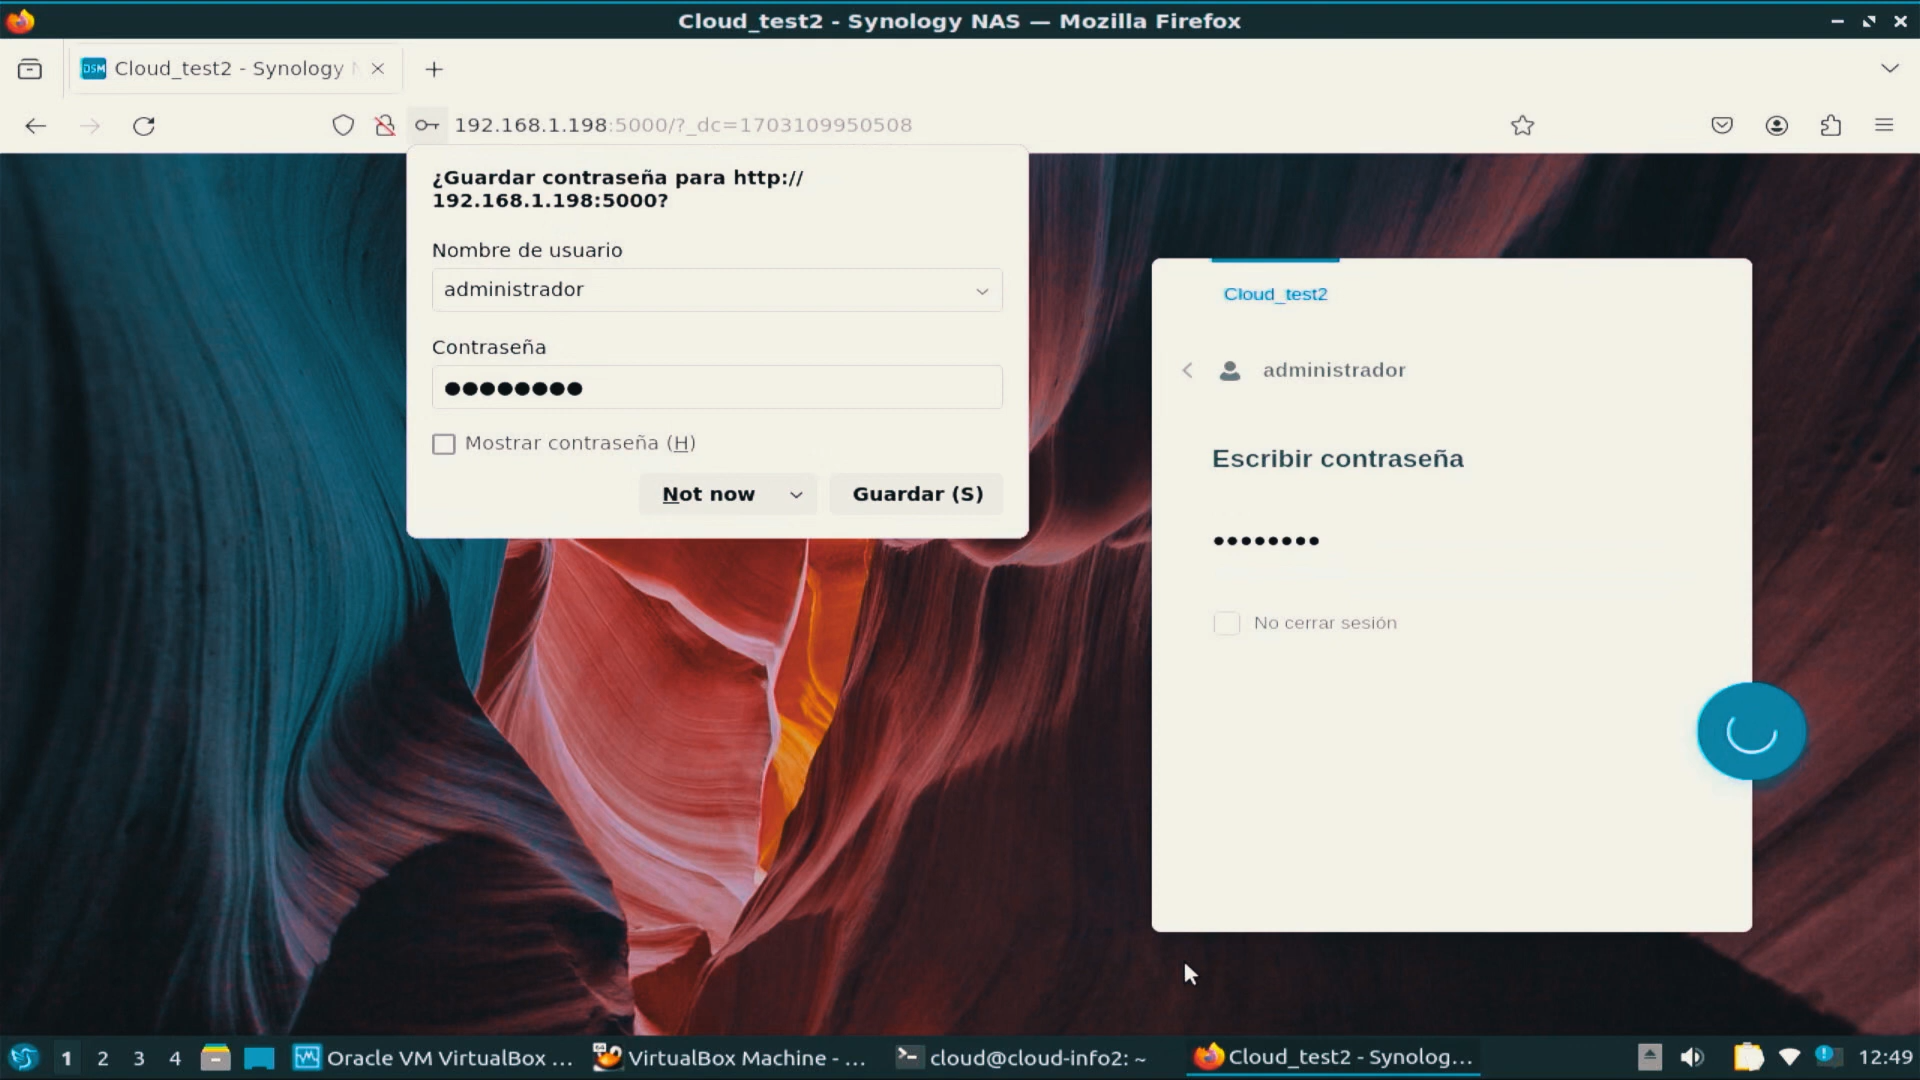 Cloud_test2 - Synology NAS — Mozilla Firefox
DSM Cloud_test2 - Synology
192.168.1.198:5000/?_dc=1703109950508
¿Guardar contraseña para http://
192.168.1.198:5000?
Nombre de usuario
administrador
Contraseña
Mostrar contraseña (H)
Not now
Guardar (S)
Cloud_test2
administrador
Escribir contraseña
No cerrar sesión
1 2 3 4 Oracle VM VirtualBox ... VirtualBox Machine - ... cloud@cloud-info2: ~ Cloud_test2 - Synolog... 12:49